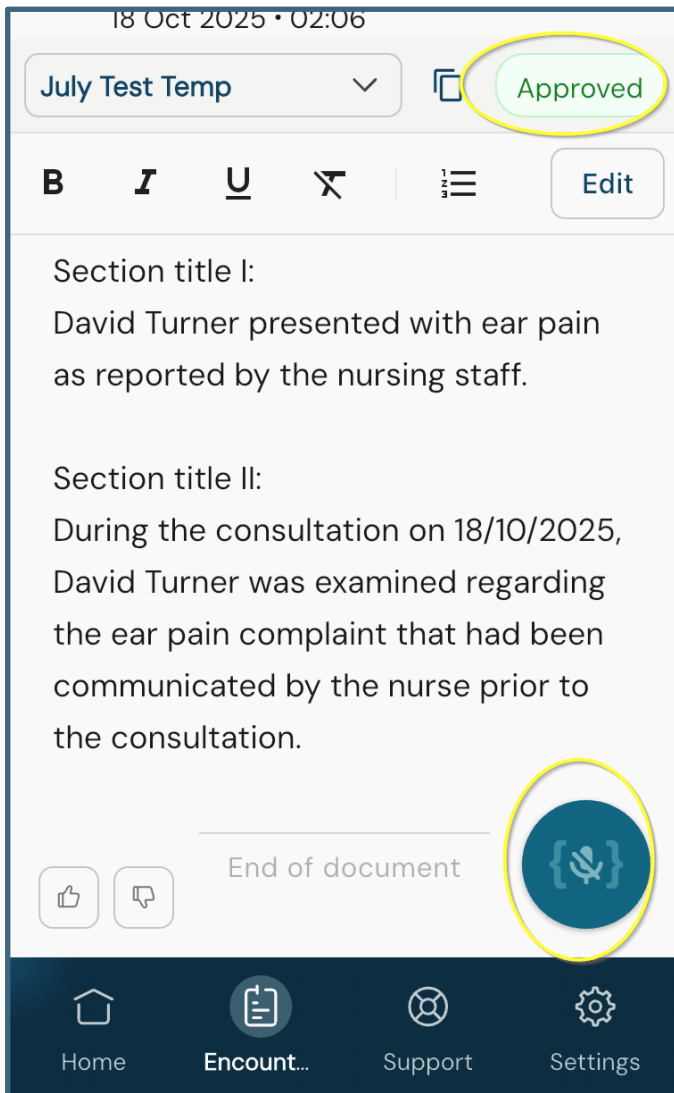 18 Oct 2025 • 02:06
July Test Temp
Approved
B I U
Edit
Section title I:
David Turner presented with ear pain
as reported by the nursing staff.
Section title II:
During the consultation on 18/10/2025,
David Turner was examined regarding
the ear pain complaint that had been
communicated by the nurse prior to
the consultation.
End of document
Home
Encount...
Support
Settings